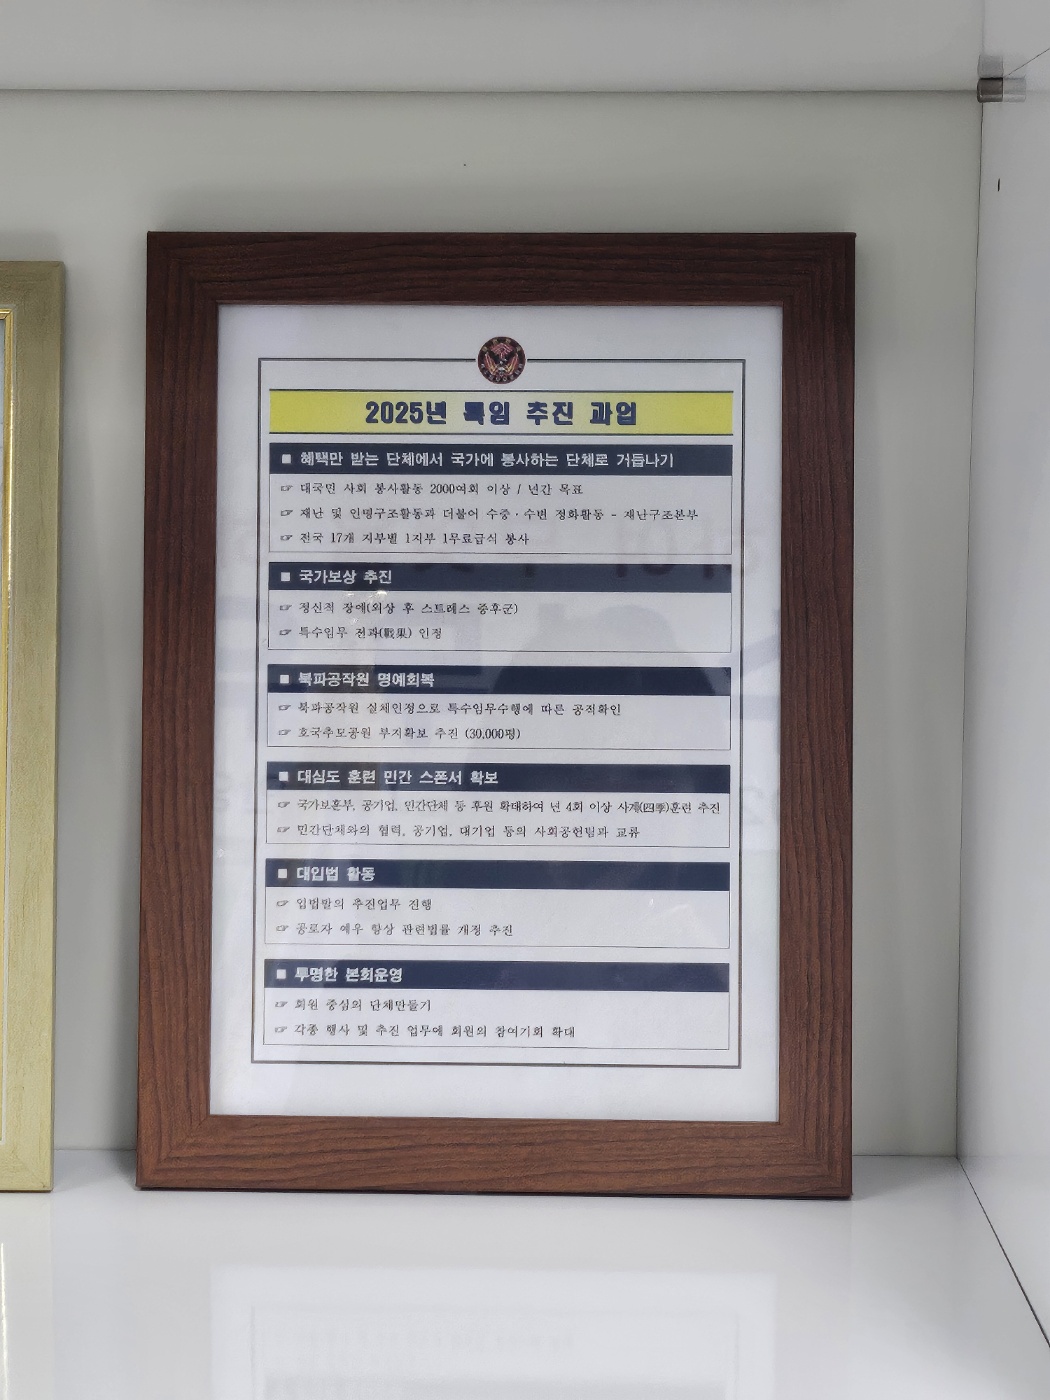 2025년 특임 추진 과업
■ 혜택만 받는 단체에서 국가에 봉사하는 단체로 거듭나기
☞ 대국민 사회 봉사활동 2000여회 이상 / 년간 목표
☞ 재난 및 인명구조활동과 더불어 수중·수변 정화활동 - 재난구조본부
☞ 전국 17개 지부별 1지부 1무료급식 봉사
■ 국가보상 추진
☞ 정신적 장애(외상 후 스트레스 증후군)
☞ 특수임무 전과(戰果) 인정
■ 북파공작원 명예회복
☞ 북파공작원 실체인정으로 특수임무수행에 따른 공적확인
☞ 호국추모공원 부지확보 추진 (30,000평)
■ 대심도 훈련 민간 스폰서 확보
☞ 국가보훈부, 공기업, 민간단체 등 후원 확대하여 년 4회 이상 사계(四季)훈련 추진
☞ 민간단체와의 협력, 공기업, 대기업 등의 사회공헌팀과 교류
■ 대입법 활동
☞ 입법발의 추진업무 진행
☞ 공로자 예우 향상 관련법률 개정 추진
■ 투명한 본회운영
☞ 회원 중심의 단체만들기
☞ 각종 행사 및 추진 업무에 회원의 참여기회 확대